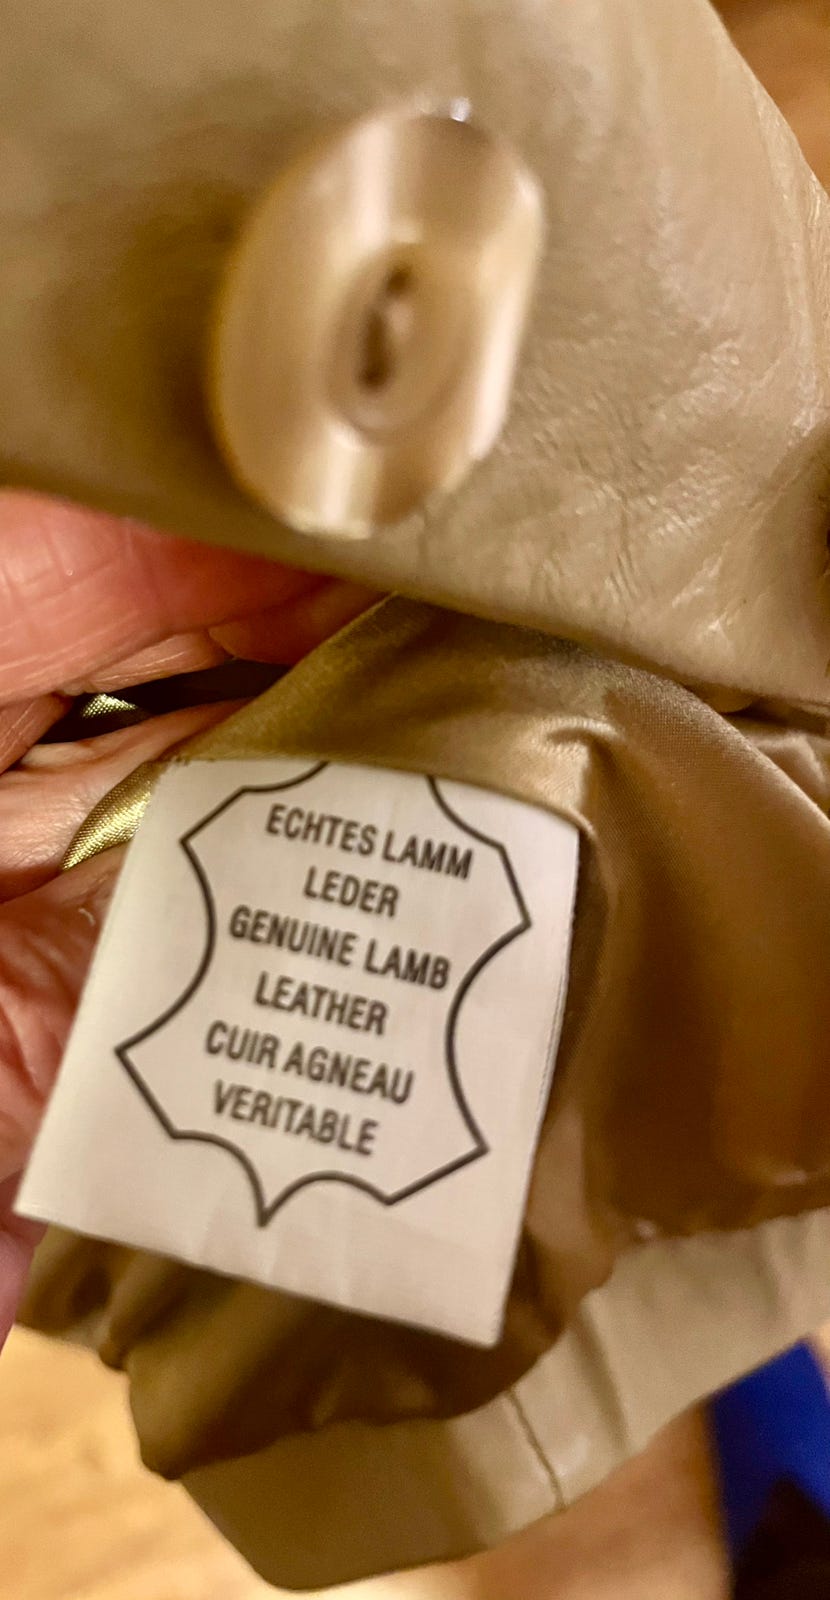 ECHTES LAMM
LEDER
GENUINE LAMB
LEATHER
CUIR AGNEAU
VERITABLE